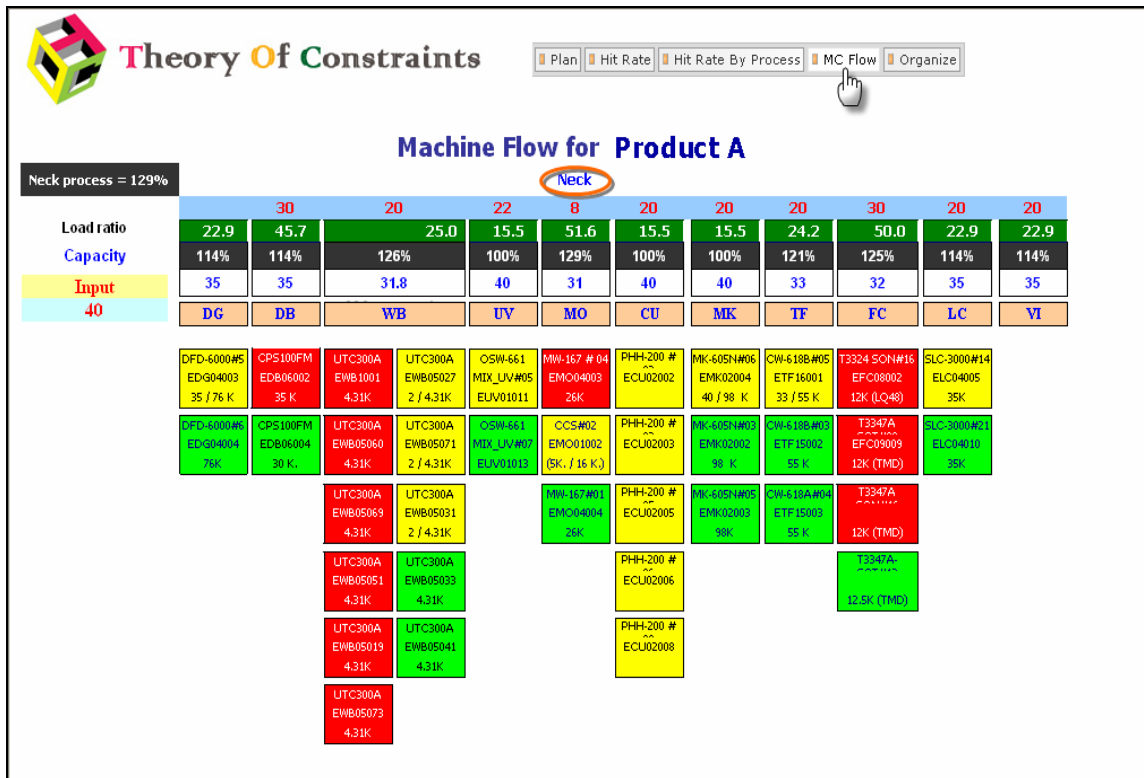 Theory Of Constraints
Plan Hit Rate Hit Rate By Process MC Flow Organize
Machine Flow for Product A
Neck process = 129%
Neck
30 20 22 8 20 20 20 30 20 20
Load ratio 22.9 45.7 25.0 15.5 51.6 15.5 15.5 24.2 50.0 22.9 22.9
Capacity 114% 114% 126% 100% 129% 100% 100% 121% 125% 114% 114%
Input 35 35 31.8 40 31 40 40 33 32 35 35
40 DG DB WB UV MO CU MK TF FC LC VI
DFD-6000#5 CPS100FM UTC300A UTC300A OSW-661 MW-167 # 04 PHH-200 # MK-605N#06 CW-618B#05 T3324 SON#16 SLC-3000#14
EDG04003 EDB06002 EWB1001 EWB05027 MIX_UV#05 EMO04003 ECU02002 EMK02004 ETF16001 EFC08002 ELC04005
35 / 76 K 35 K 4.31K 2 / 4.31K EUV01011 26K 40 / 98 K 33 / 55 K 12K (LQ48) 35K
DFD-6000#6 CPS100FM UTC300A UTC300A OSW-661 CCS#02 PHH-200 # MK-605N#03 CW-618B#03 T3347A SLC-3000#21
EDG04004 EDB06004 EWB05060 EWB05071 MIX_UV#07 EMO01002 ECU02003 EMK02002 ETF15002 EFC09009 ELC04010
76K 30 K. 4.31K 2 / 4.31K EUV01013 (5K. / 16 K.) 98 K 55 K 12K (TMD) 35K
UTC300A UTC300A MW-167#01 PHH-200 # MK-605N#05 CW-618A#04 T3347A
EWB05069 EWB05031 EMO04004 ECU02005 EMK02003 ETF15003
4.31K 2 / 4.31K 26K 98K 55 K 12K (TMD)
UTC300A UTC300A PHH-200 # T3347A-
EWB05051 EWB05033 ECU02006
4.31K 4.31K 12.5K (TMD)
UTC300A UTC300A PHH-200 #
EWB05019 EWB05041 ECU02008
4.31K 4.31K
UTC300A
EWB05073
4.31K